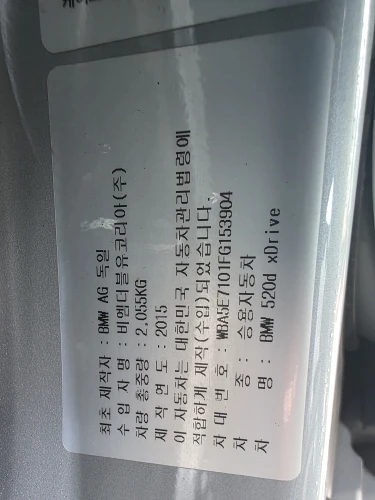 최초 제작자 : BMW AG 독일
수 입 자 명 : 비엠더블유코리아(주)
차량 총중량 : 2,055KG
제 작 연 도 : 2015
이 자동차는 대한민국 자동차관리법령에
적합하게 제작(수입)되었습니다.
차 대 번 호 : WBA5E7101FG153904
차 종 : 승용자동차
차 명 : BMW 520d xDrive